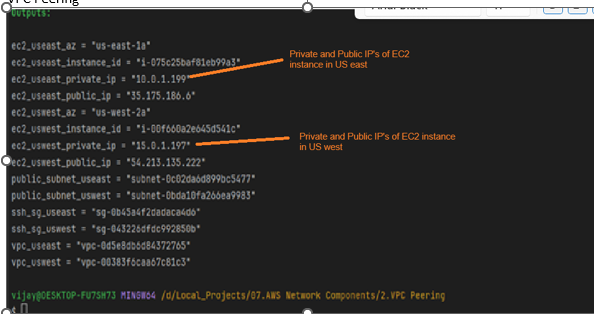 VPC Peering
outputs:
ec2_useast_az = "us-east-1a"
ec2_useast_instance_id = "i-075c25baf81eb99a3"
ec2_useast_private_ip = "10.0.1.199"
Private and Public IP's of EC2
instance in US east
ec2_useast_public_ip = "35.175.186.6"
ec2_uswest_az = "us-west-2a"
ec2_uswest_instance_id = "i-00f660a2e645d541c"
ec2_uswest_private_ip = "15.0.1.197"
Private and Public IP's of EC2 instance
in US west
ec2_uswest_public_ip = "54.213.135.222"
public_subnet_useast = "subnet-0c02da6d899bc5477"
public_subnet_uswest = "subnet-0bda10fa266ea9983"
ssh_sg_useast = "sg-0b45a4f2dadaca4d6"
ssh_sg_uswest = "sg-043226dfdc992850b"
vpc_useast = "vpc-0d5e8db6d84372765"
vpc_uswest = "vpc-00383f6caa67c81c3"
vijay@DESKTOP-FU7SH73 MINGW64 /d/Local_Projects/07.AWS Network Components/2.VPC Peering